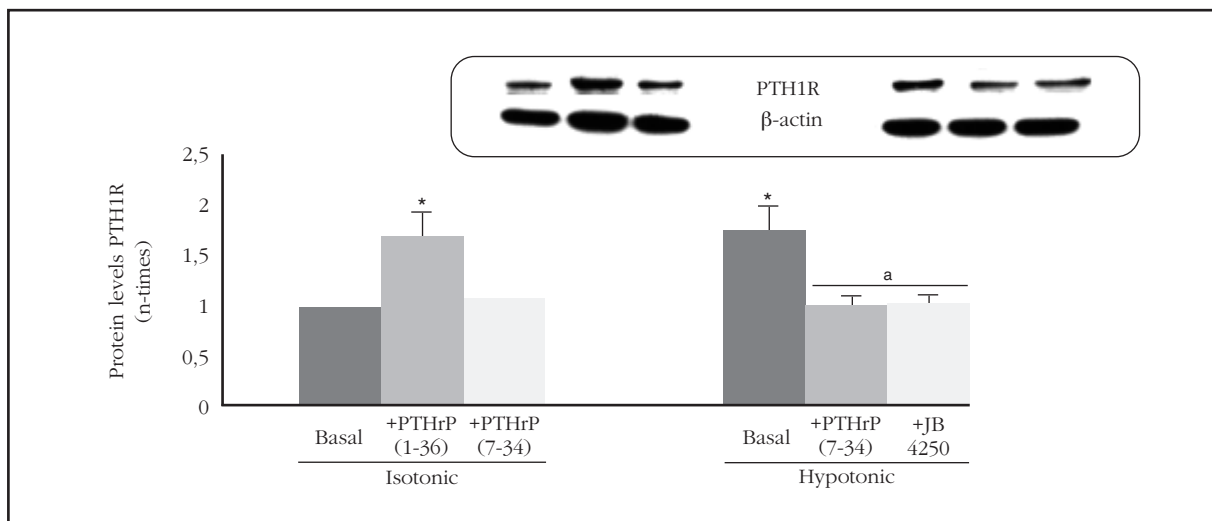 PTH1R
β-actin
Protein levels PTH1R
(n-times)
2,5
2
1,5
1
0,5
0
*
*
a
Basal
+PTHrP
(1-36)
+PTHrP
(7-34)
Isotonic
Basal
+PTHrP
(7-34)
+JB
4250
Hypotonic